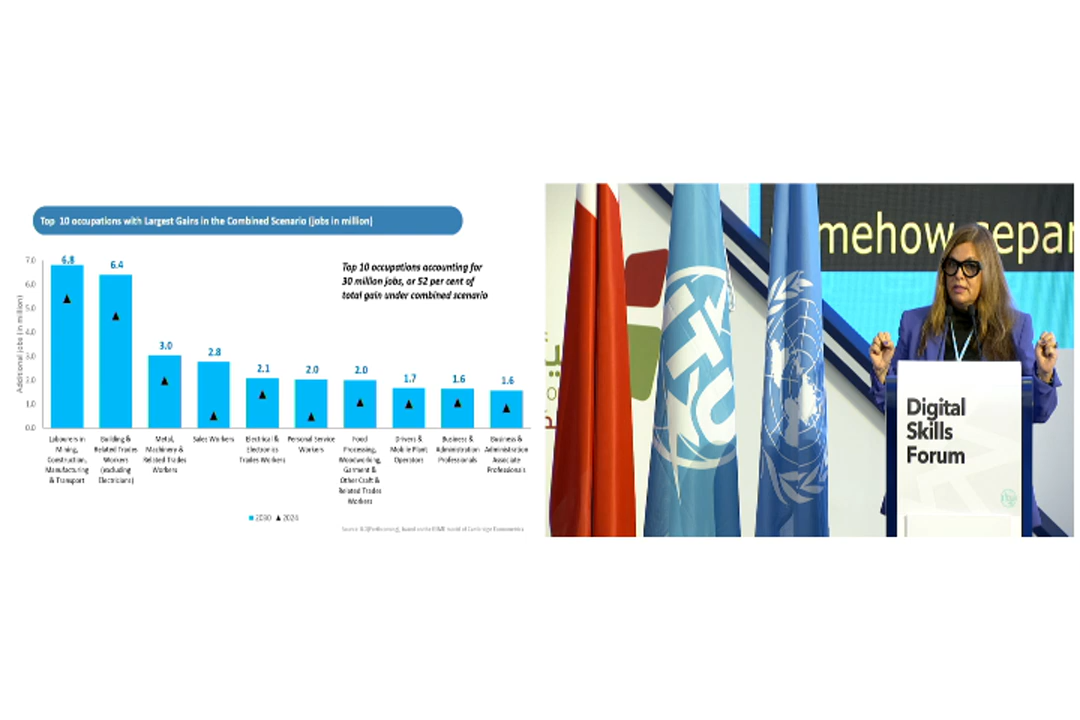 Top 10 occupations with Largest Gains in the Combined Scenario (jobs in million)
Top 10 occupations accounting for
30 million jobs, or 52 per cent of
total gain under combined scenario
Additional jobs (in million)
7.0
6.0
5.0
4.0
3.0
2.0
1.0
0.0
6.8
6.4
3.0
2.8
2.1
2.0
2.0
1.7
1.6
1.6
Labourers in
Mining,
Construction,
Manufacturing
& Transport
Building &
Related Trades
Workers
(excluding
Electricians)
Metal,
Machinery &
Related Trades
Workers
Sales Workers
Electrical &
Electronics
Trades Workers
Personal Service
Workers
Food
Processing,
Woodworking,
Garment &
Other Craft &
Related Trades
Workers
Drivers &
Mobile Plant
Operators
Business &
Administration
Professionals
Business &
Administration
Associate
Professionals
2030
mehow separ
ITU
Digital
Skills
Forum